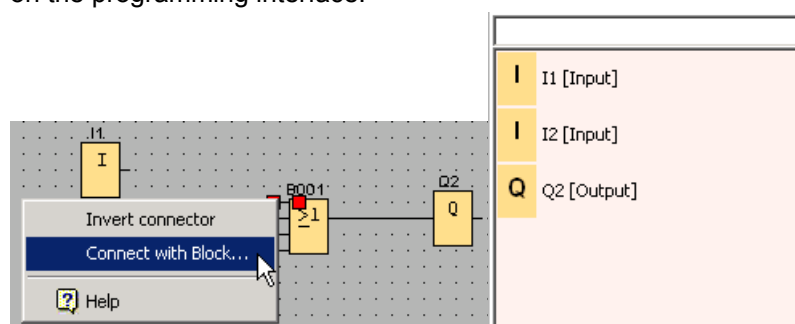 on the programming interface.
I1
I
B001
≥1
Q2
Q
Invert connector
Connect with Block...
? Help
I I1 [Input]
I I2 [Input]
Q Q2 [Output]